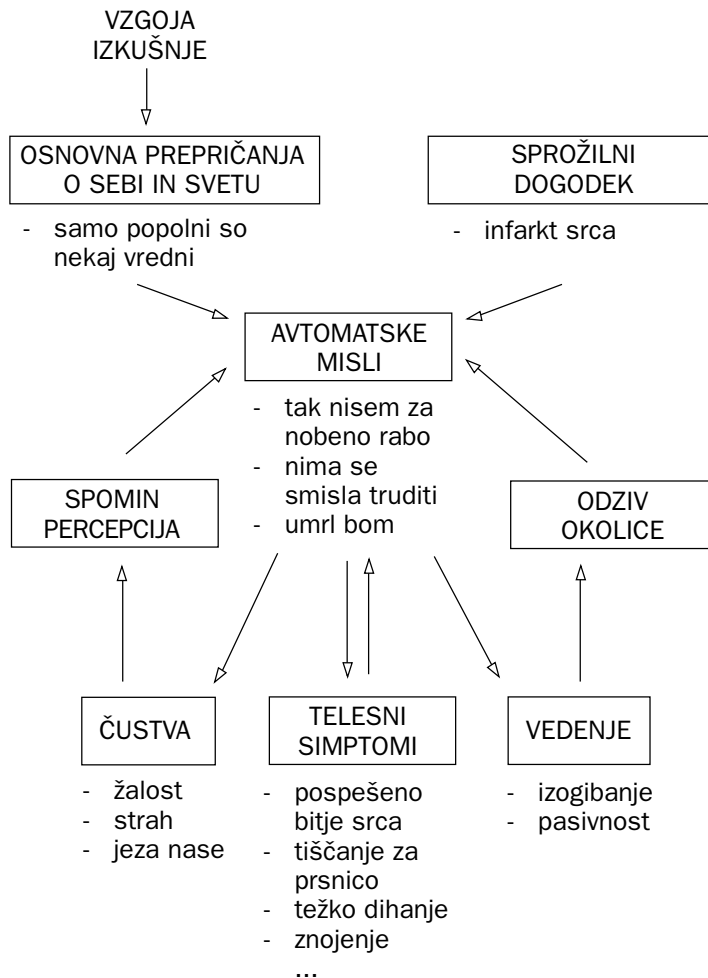 VZGOJA
IZKUŠNJE
OSNOVNA PREPRIČANJA
O SEBI IN SVETU
- samo popolni so
nekaj vredni
SPROŽILNI
DOGODEK
- infarkt srca
AVTOMATSKE
MISLI
- tak nisem za
nobeno rabo
- nima se
smisla truditi
- umrl bom
SPOMIN
PERCEPCIJA
ODZIV
OKOLICE
ČUSTVA
- žalost
- strah
- jeza nase
TELESNI
SIMPTOMI
- pospešeno
bitje srca
- tiščanje za
prsnico
- težko dihanje
- znojenje
...
VEDENJE
- izogibanje
- pasivnost